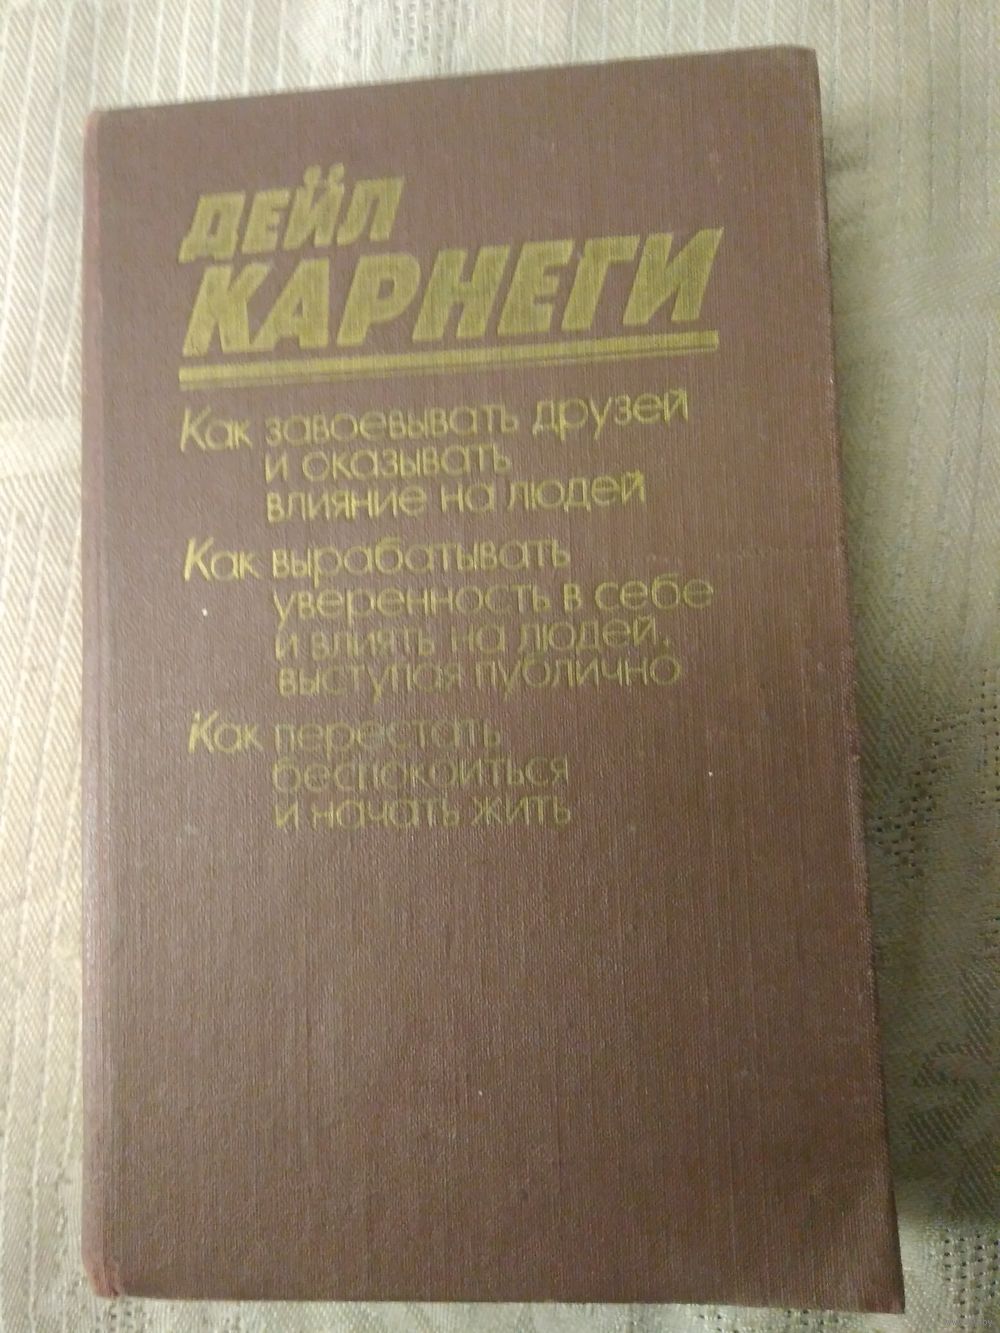 ДЕЙЛ
КАРНЕГИ
Как завоевывать друзей
и оказывать
влияние на людей
Как вырабатывать
уверенность в себе
и влиять на людей,
выступая публично
Как перестать
беспокоиться
и начать жить